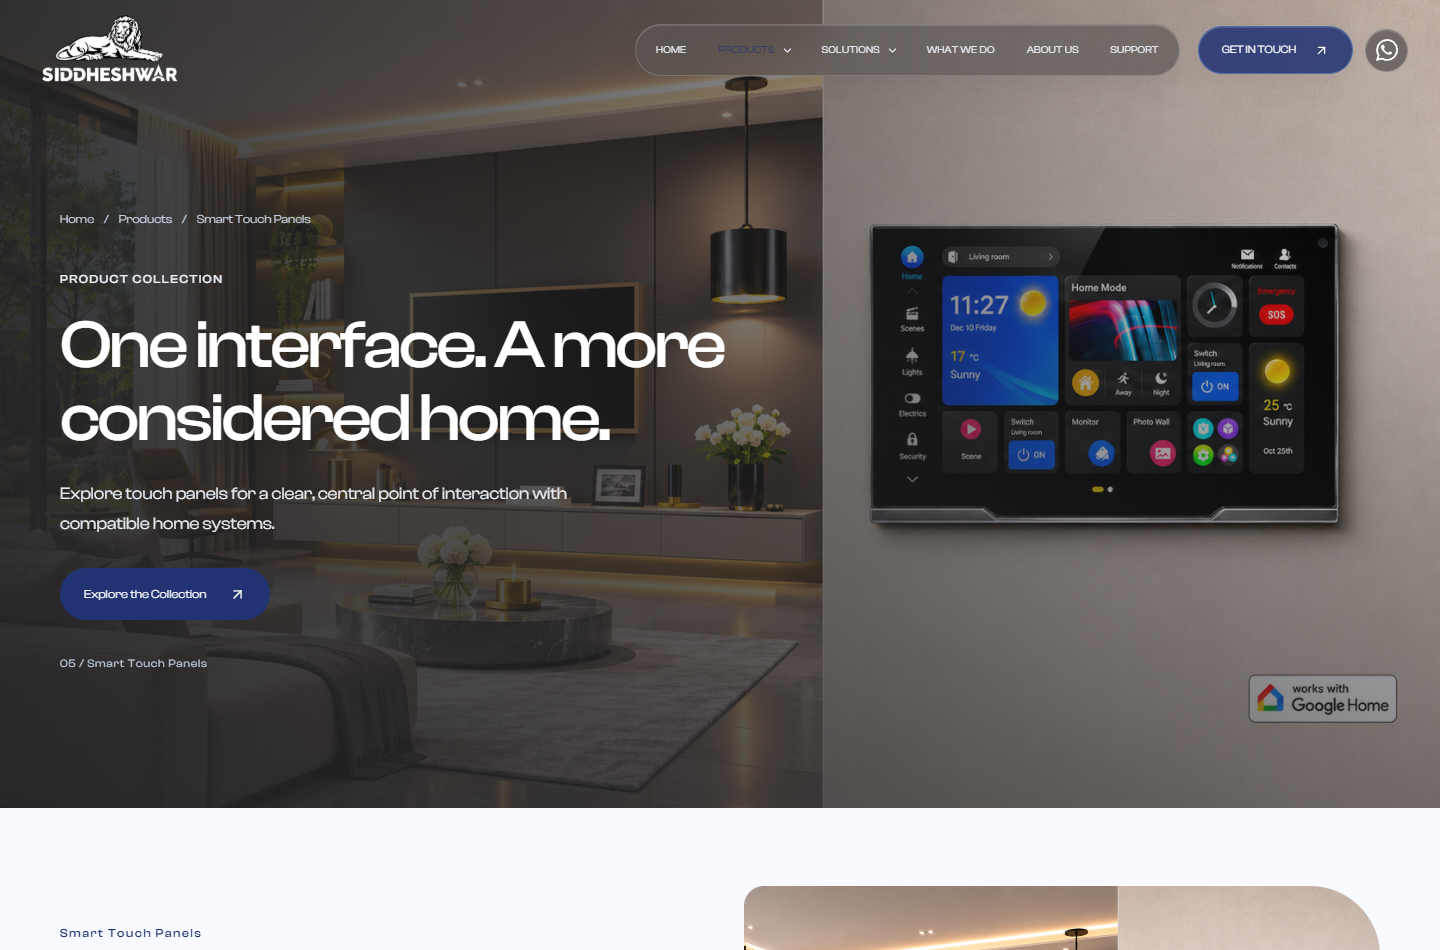 SIDDHESHWAR
HOME
PRODUCTS
SOLUTIONS
WHAT WE DO
ABOUT US
SUPPORT
GET IN TOUCH
Home / Products / Smart Touch Panels
PRODUCT COLLECTION
One interface. A more
considered home.
Explore touch panels for a clear, central point of interaction with
compatible home systems.
Explore the Collection
05 / Smart Touch Panels
Home
Scenes
Lights
Electrics
Security
Living room
Notifications
Contacts
11:27
Dec 10 Friday
17 °C
Sunny
Home Mode
Away
Night
Emergency
SOS
Switch
Living room
ON
25 °C
Sunny
Oct 25th
Scene
Switch
Living room
ON
Monitor
Photo Wall
works with
Google Home
Smart Touch Panels